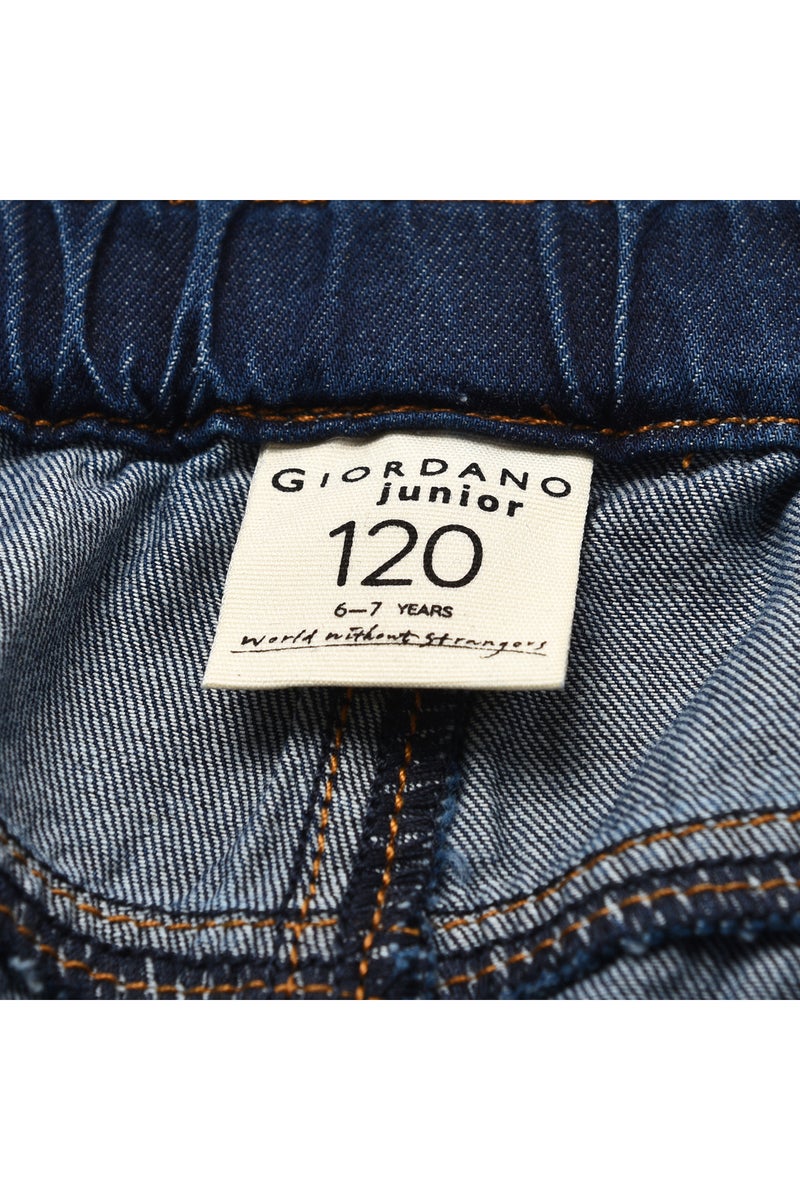 GIORDANO
junior
120
6–7 YEARS
World Without Strangers